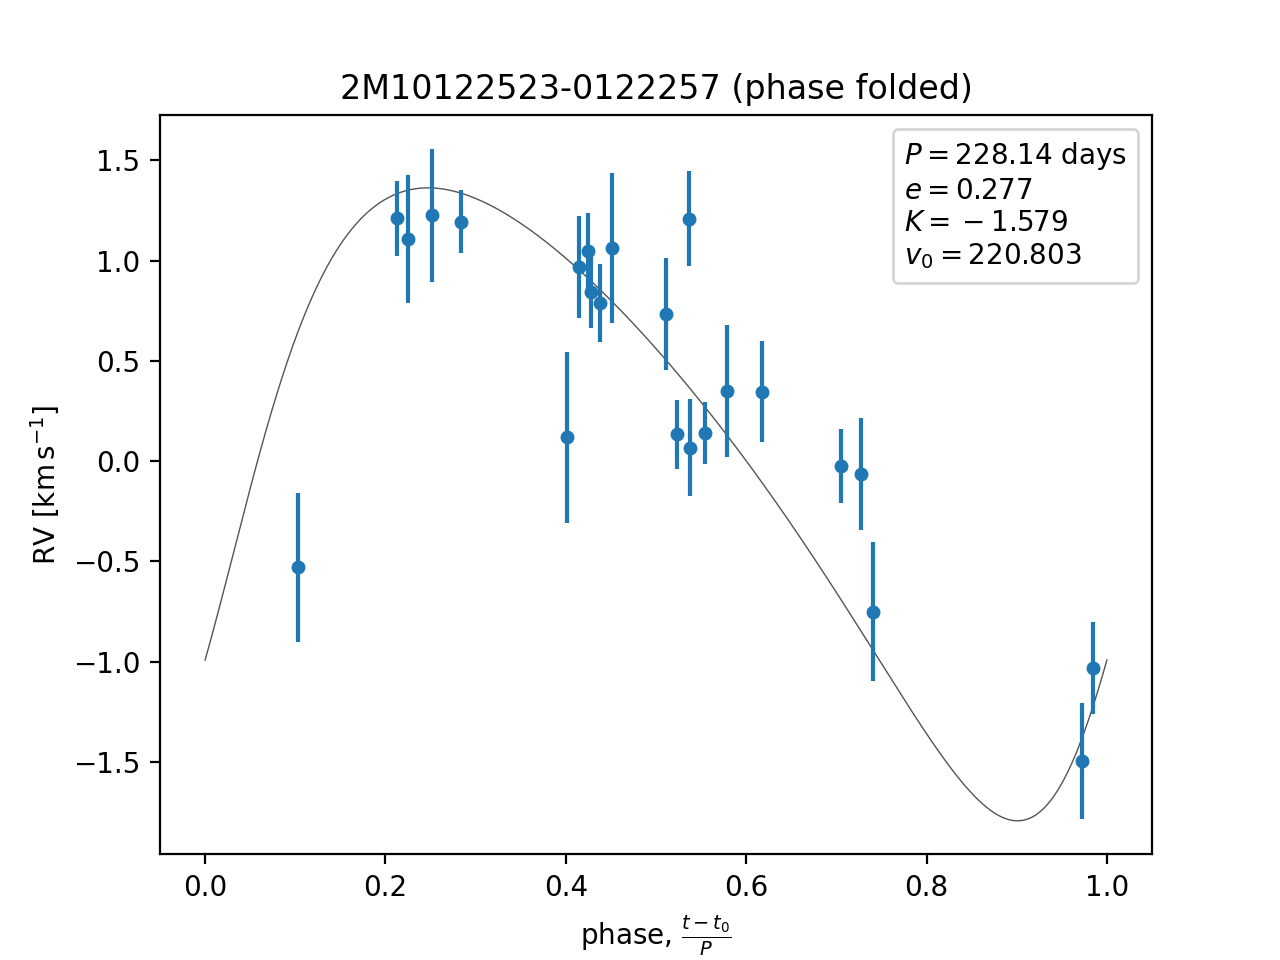 2M10122523-0122257 (phase folded)
P = 228.14 days
e = 0.277
K = −1.579
v₀ = 220.803
RV [km s⁻¹]
1.5
1.0
0.5
0.0
−0.5
−1.0
−1.5
0.0 0.2 0.4 0.6 0.8 1.0
phase, (t − t₀)/P